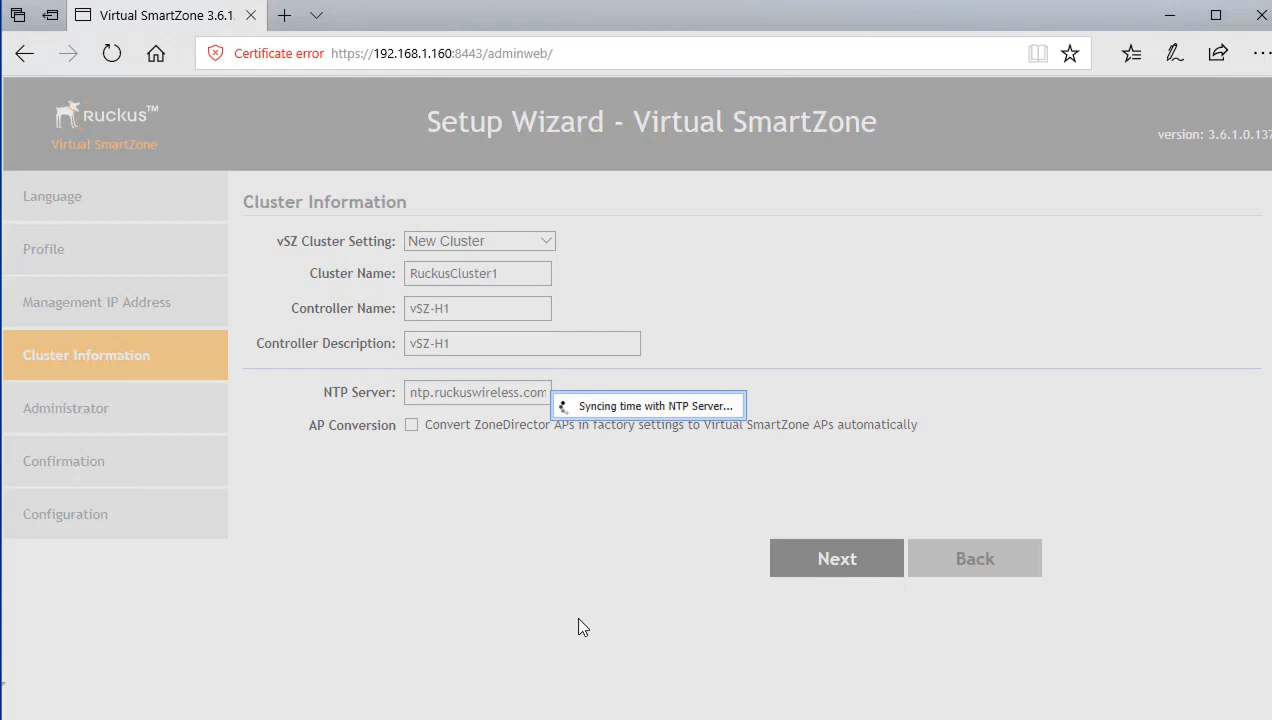 Virtual SmartZone 3.6.1.
Certificate error https://192.168.1.160:8443/adminweb/
RUCKUS™
Virtual SmartZone
Setup Wizard - Virtual SmartZone
version: 3.6.1.0.137
Language
Profile
Management IP Address
Cluster Information
Administrator
Confirmation
Configuration
Cluster Information
vSZ Cluster Setting: New Cluster
Cluster Name: RuckusCluster1
Controller Name: vSZ-H1
Controller Description: vSZ-H1
NTP Server: ntp.ruckuswireless.com
Syncing time with NTP Server...
AP Conversion Convert ZoneDirector APs in factory settings to Virtual SmartZone APs automatically
Next Back